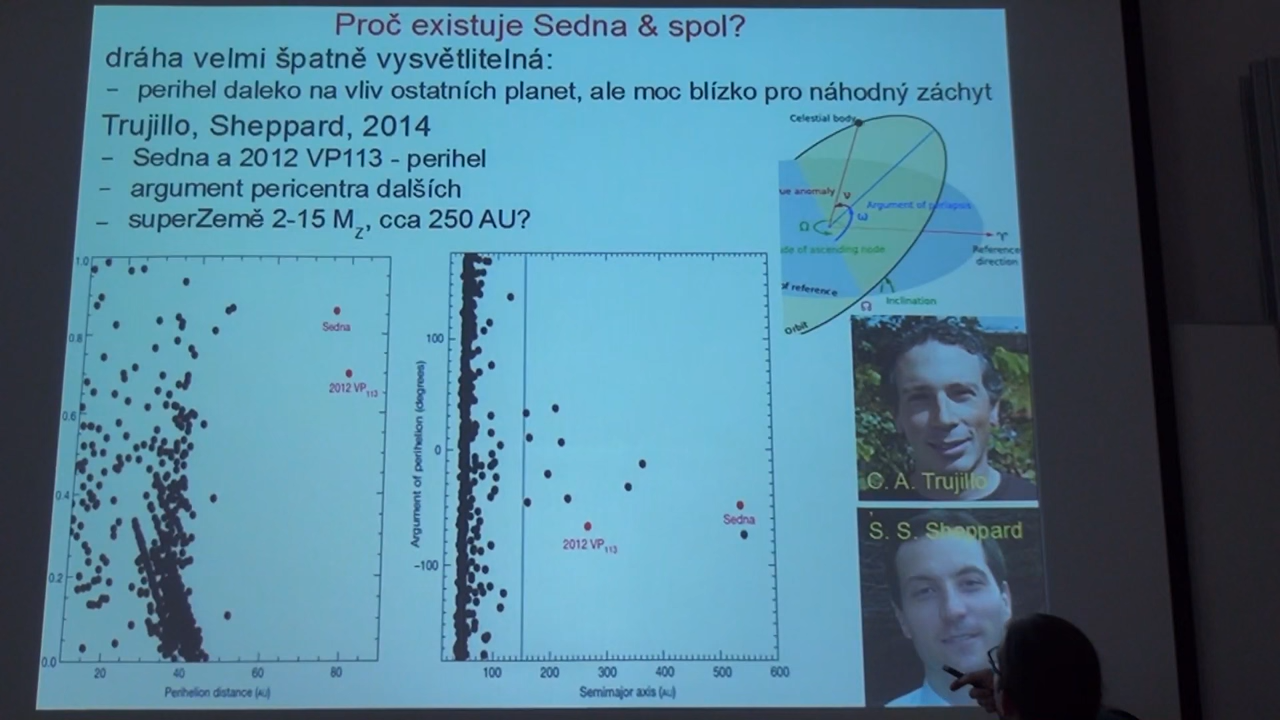 Proč existuje Sedna & spol?
dráha velmi špatně vysvětlitelná:
– perihel daleko na vliv ostatních planet, ale moc blízko pro náhodný záchyt
Trujillo, Sheppard, 2014
– Sedna a 2012 VP113 - perihel
– argument pericentra dalších
– superZemě 2-15 Mz, cca 250 AU?
Celestial body
ue anomaly
ν
Argument of periapsis
ω
Ω
♈
de of ascending node
Reference
direction
of reference
Inclination
☊
Orbit
1.0
0.8
0.6
0.4
0.2
0.0
Sedna
2012 VP113
20 40 60 80
Perihelion distance (AU)
Argument of perihelion (degrees)
100
0
-100
Sedna
2012 VP113
100 200 300 400 500 600
Semimajor axis (AU)
C. A. Trujillo
S. S. Sheppard